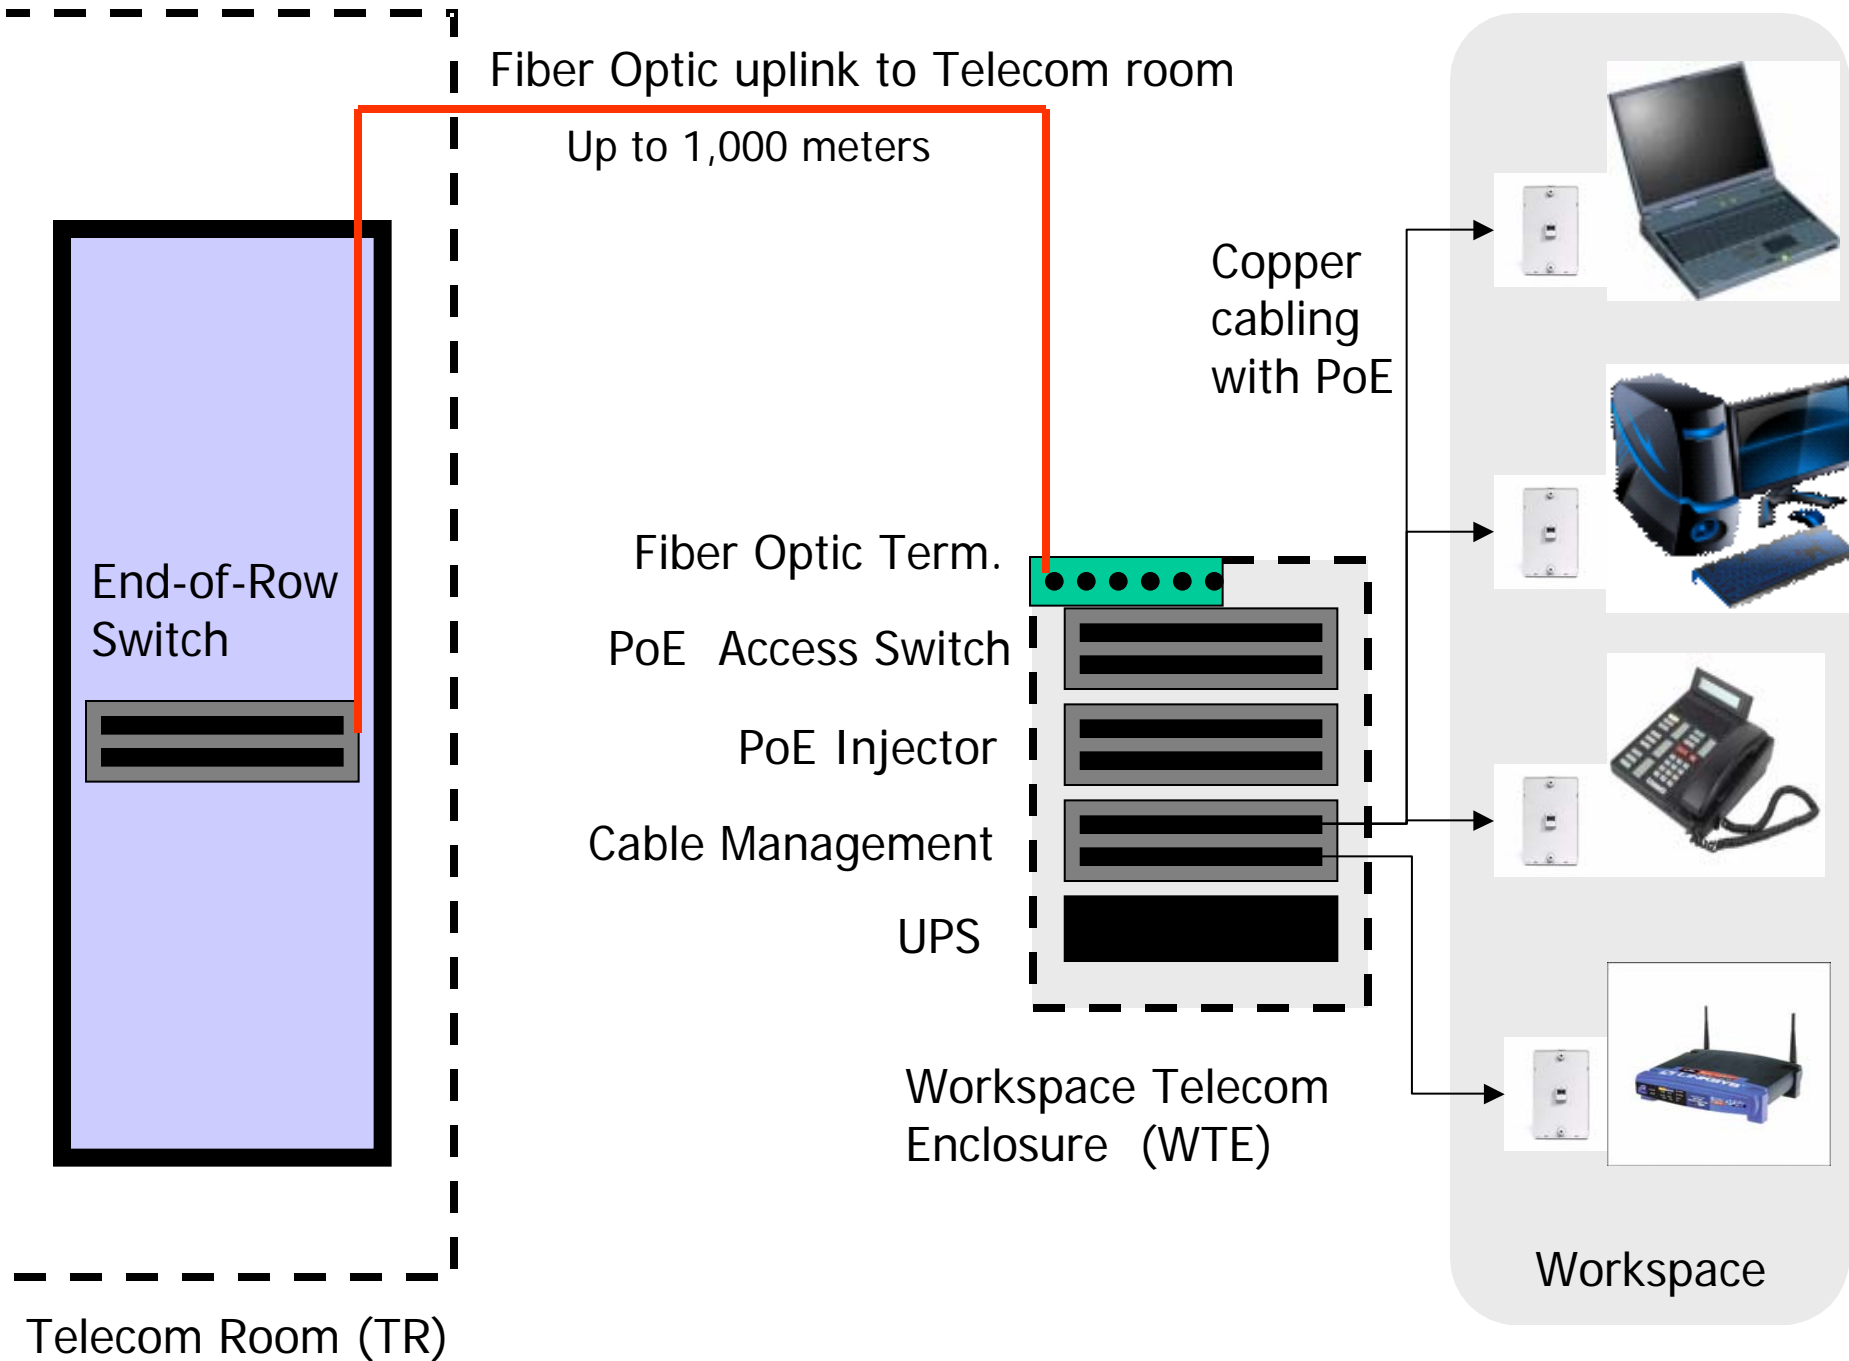 Fiber Optic uplink to Telecom room
Up to 1,000 meters
Copper
cabling
with PoE
End-of-Row
Switch
Fiber Optic Term.
PoE Access Switch
PoE Injector
Cable Management
UPS
Workspace Telecom
Enclosure (WTE)
LINKSYS
Workspace
Telecom Room (TR)